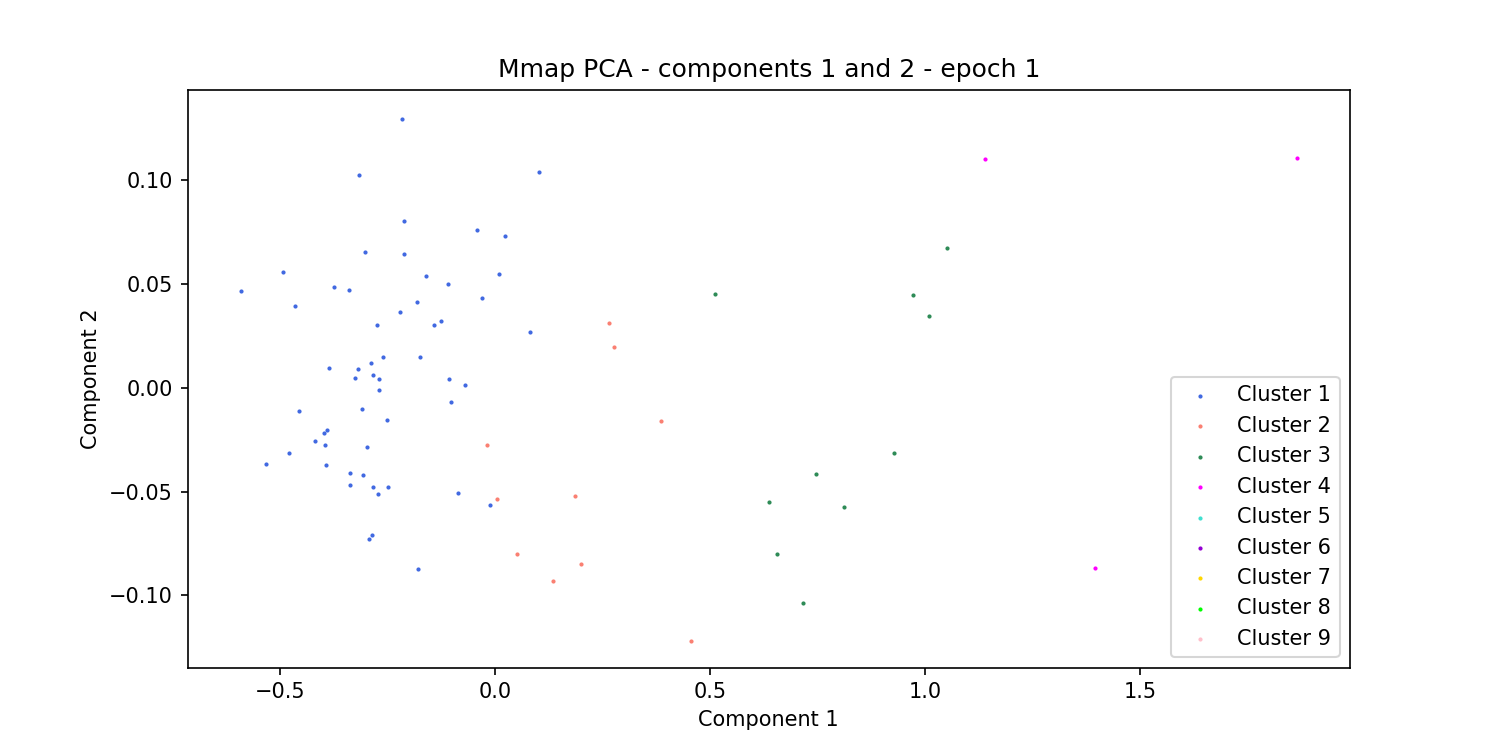 Mmap PCA - components 1 and 2 - epoch 1
Component 2
0.10
0.05
0.00
−0.05
−0.10
−0.5
0.0
0.5
1.0
1.5
Component 1
Cluster 1
Cluster 2
Cluster 3
Cluster 4
Cluster 5
Cluster 6
Cluster 7
Cluster 8
Cluster 9